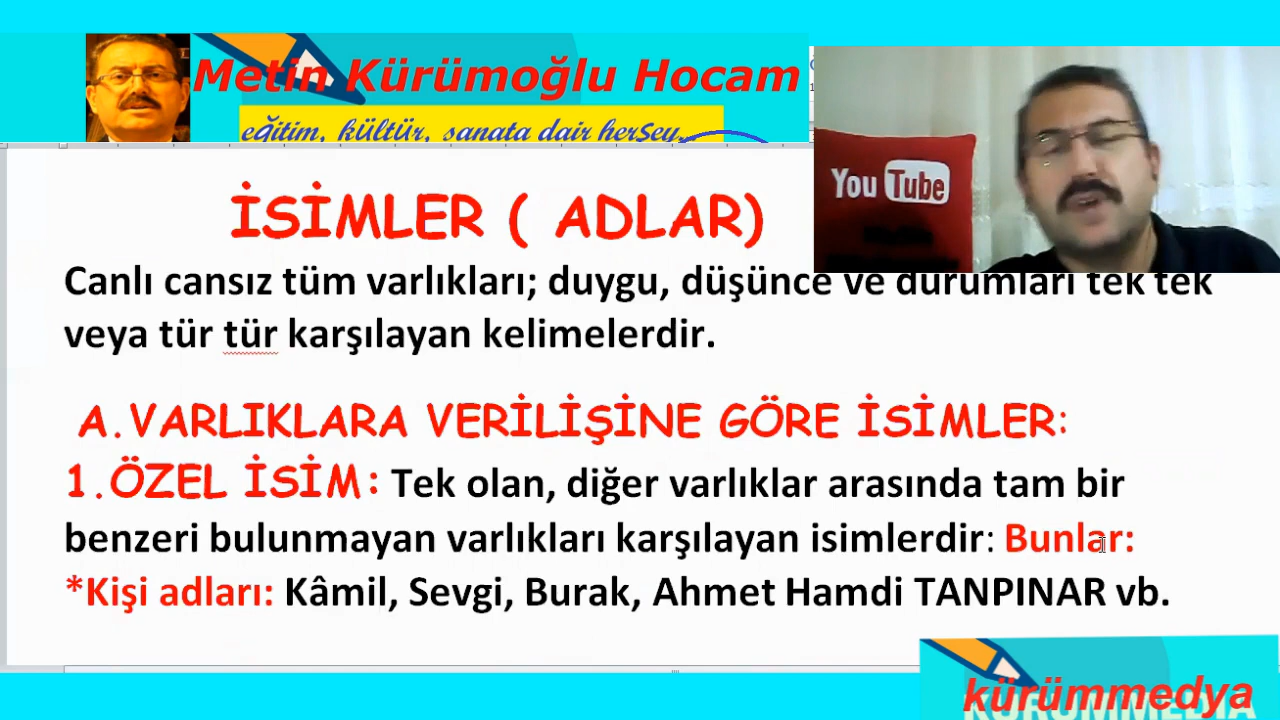 Metin Kürümoğlu Hocam
eğitim, kültür, sanata dair herşey..
You Tube
İSİMLER ( ADLAR)
Canlı cansız tüm varlıkları; duygu, düşünce ve durumları tek tek
veya tür tür karşılayan kelimelerdir.
A.VARLIKLARA VERİLİŞİNE GÖRE İSİMLER:
1.ÖZEL İSİM: Tek olan, diğer varlıklar arasında tam bir
benzeri bulunmayan varlıkları karşılayan isimlerdir: Bunlar:
*Kişi adları: Kâmil, Sevgi, Burak, Ahmet Hamdi TANPINAR vb.
kürümmedya
KÜRÜMMEDIA